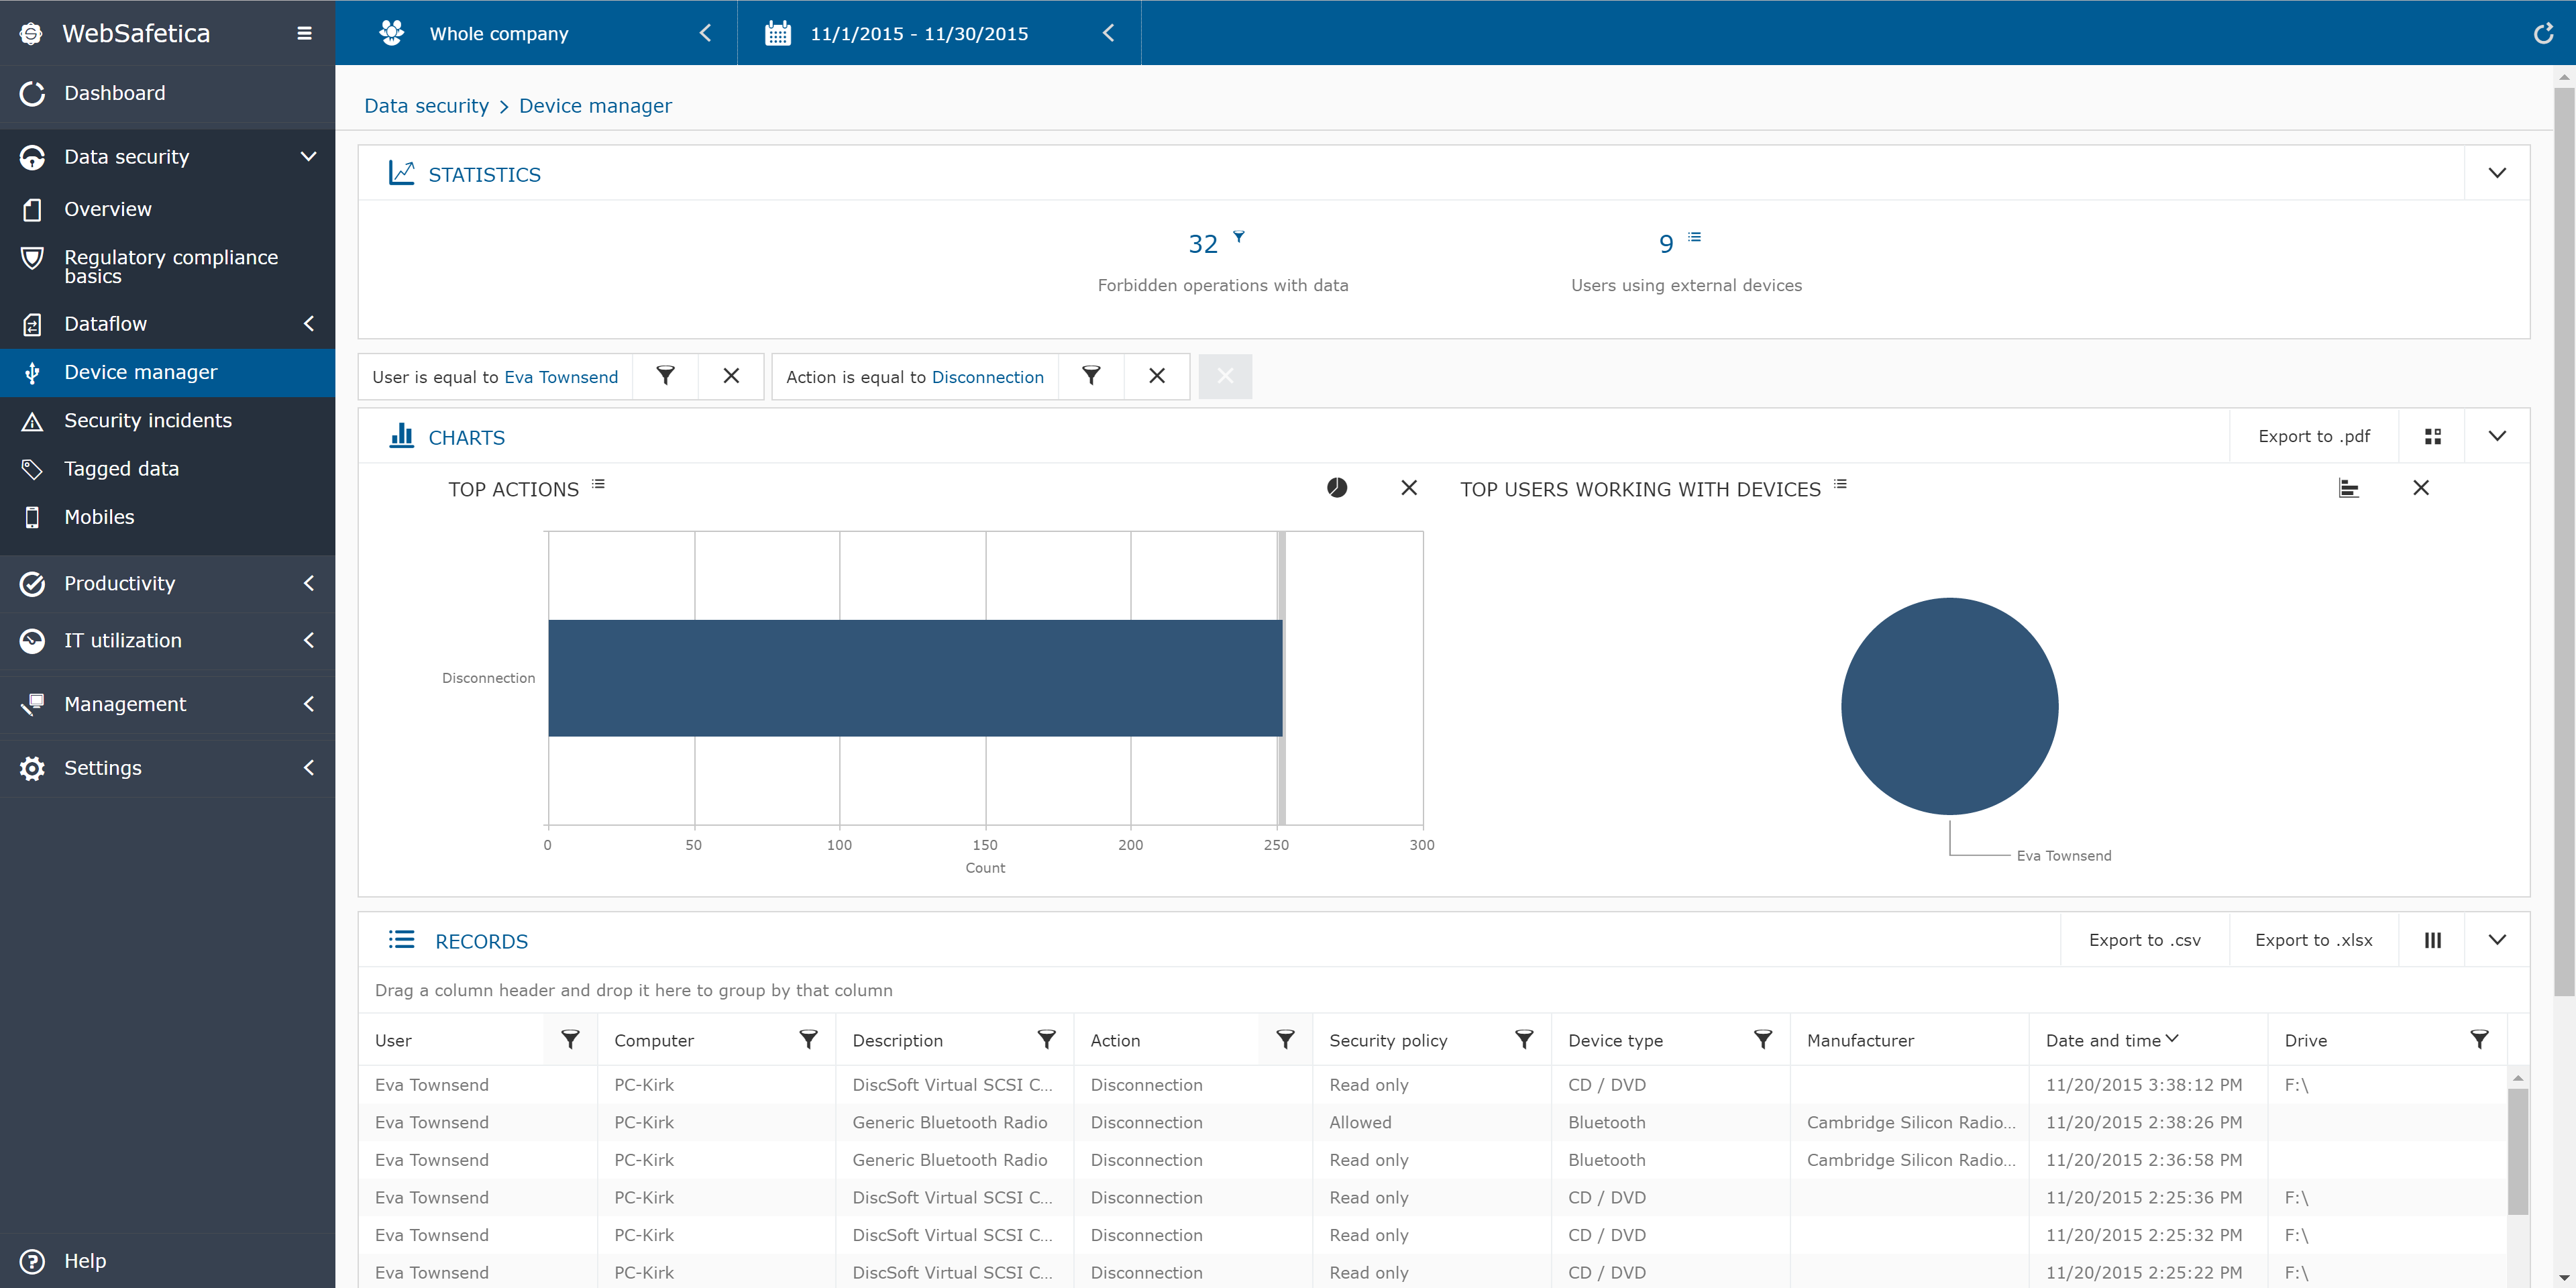 WebSafetica
Whole company
11/1/2015 - 11/30/2015
Dashboard
Data security
Overview
Regulatory compliance
basics
Dataflow
Device manager
Security incidents
Tagged data
Mobiles
Productivity
IT utilization
Management
Settings
Help
Data security > Device manager
STATISTICS
32
Forbidden operations with data
9
Users using external devices
User is equal to Eva Townsend
Action is equal to Disconnection
CHARTS
Export to .pdf
TOP ACTIONS
Disconnection
0 50 100 150 200 250 300
Count
TOP USERS WORKING WITH DEVICES
Eva Townsend
RECORDS
Export to .csv
Export to .xlsx
Drag a column header and drop it here to group by that column
User Computer Description Action Security policy Device type Manufacturer Date and time Drive
Eva Townsend PC-Kirk DiscSoft Virtual SCSI C... Disconnection Read only CD / DVD 11/20/2015 3:38:12 PM F:\
Eva Townsend PC-Kirk Generic Bluetooth Radio Disconnection Allowed Bluetooth Cambridge Silicon Radio... 11/20/2015 2:38:26 PM
Eva Townsend PC-Kirk Generic Bluetooth Radio Disconnection Read only Bluetooth Cambridge Silicon Radio... 11/20/2015 2:36:58 PM
Eva Townsend PC-Kirk DiscSoft Virtual SCSI C... Disconnection Read only CD / DVD 11/20/2015 2:25:36 PM F:\
Eva Townsend PC-Kirk DiscSoft Virtual SCSI C... Disconnection Read only CD / DVD 11/20/2015 2:25:32 PM F:\
Eva Townsend PC-Kirk DiscSoft Virtual SCSI C... Disconnection Read only CD / DVD 11/20/2015 2:25:22 PM F:\